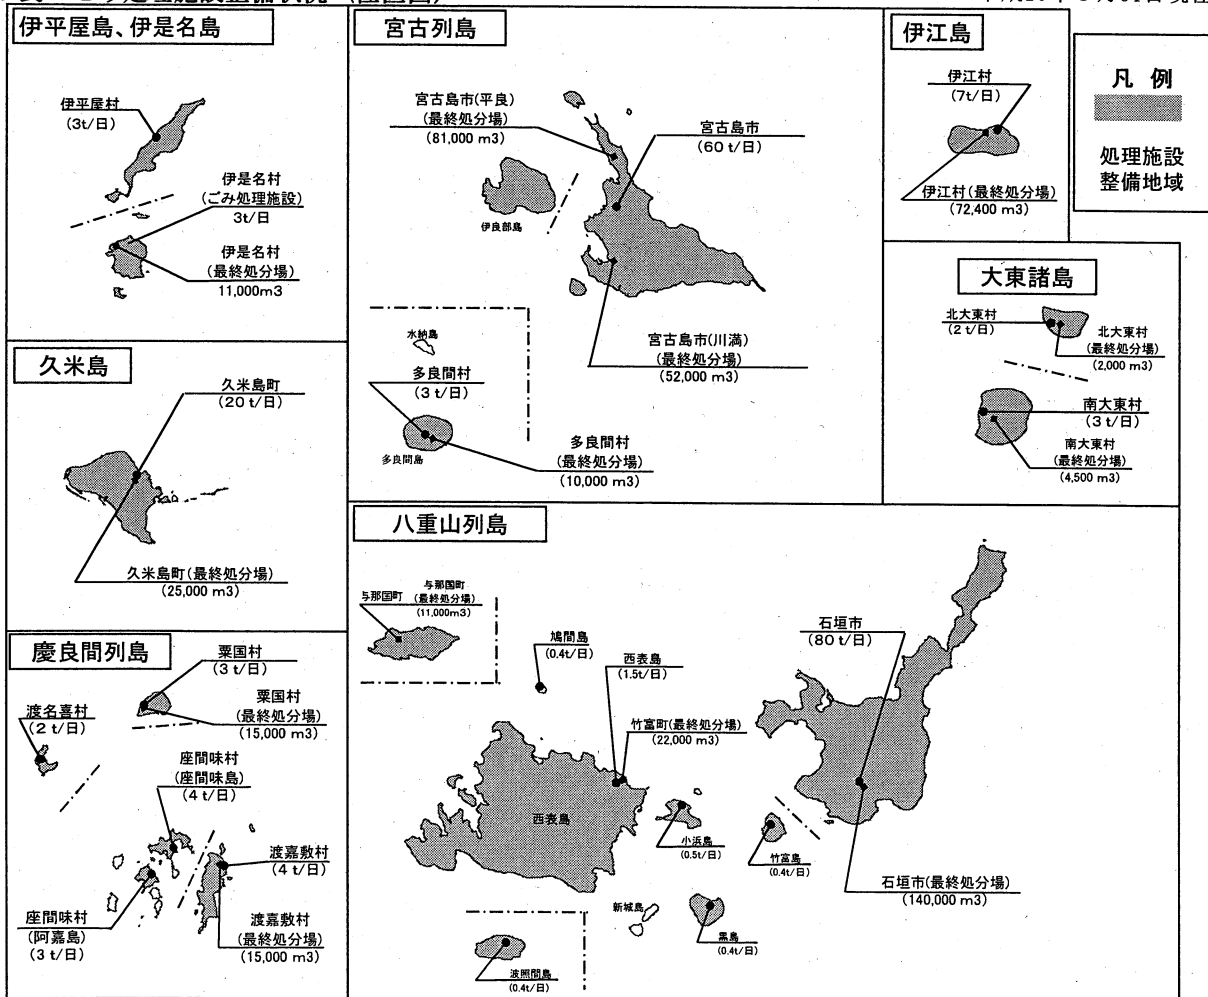 伊平屋島、伊是名島
伊平屋村
(3t/日)
伊是名村
(ごみ処理施設)
3t/日
伊是名村
(最終処分場)
11,000m3
宮古列島
宮古島市(平良)
(最終処分場)
(81,000 m3)
宮古島市
(60 t/日)
伊良部島
宮古島市(川満)
(最終処分場)
(52,000 m3)
水納島
多良間村
(3 t/日)
多良間島
多良間村
(最終処分場)
(10,000 m3)
伊江島
伊江村
(7t/日)
伊江村(最終処分場)
(72,400 m3)
凡 例
処理施設
整備地域
大東諸島
北大東村
(2 t/日)
北大東村
(最終処分場)
(2,000 m3)
南大東村
(3 t/日)
南大東村
(最終処分場)
(4,500 m3)
久米島
久米島町
(20 t/日)
久米島町(最終処分場)
(25,000 m3)
慶良間列島
粟国村
(3 t/日)
粟国村
(最終処分場)
(15,000 m3)
渡名喜村
(2 t/日)
座間味村
(座間味島)
(4 t/日)
渡嘉敷村
(4 t/日)
座間味村
(阿嘉島)
(3 t/日)
渡嘉敷村
(最終処分場)
(15,000 m3)
八重山列島
与那国町
与那国町
(最終処分場)
(11,000m3)
鳩間島
(0.4t/日)
西表島
(1.5t/日)
竹富町(最終処分場)
(22,000 m3)
石垣市
(80 t/日)
西表島
小浜島
(0.5t/日)
竹富島
(0.4t/日)
石垣市(最終処分場)
(140,000 m3)
新城島
黒島
(0.4t/日)
波照間島
(0.4t/日)